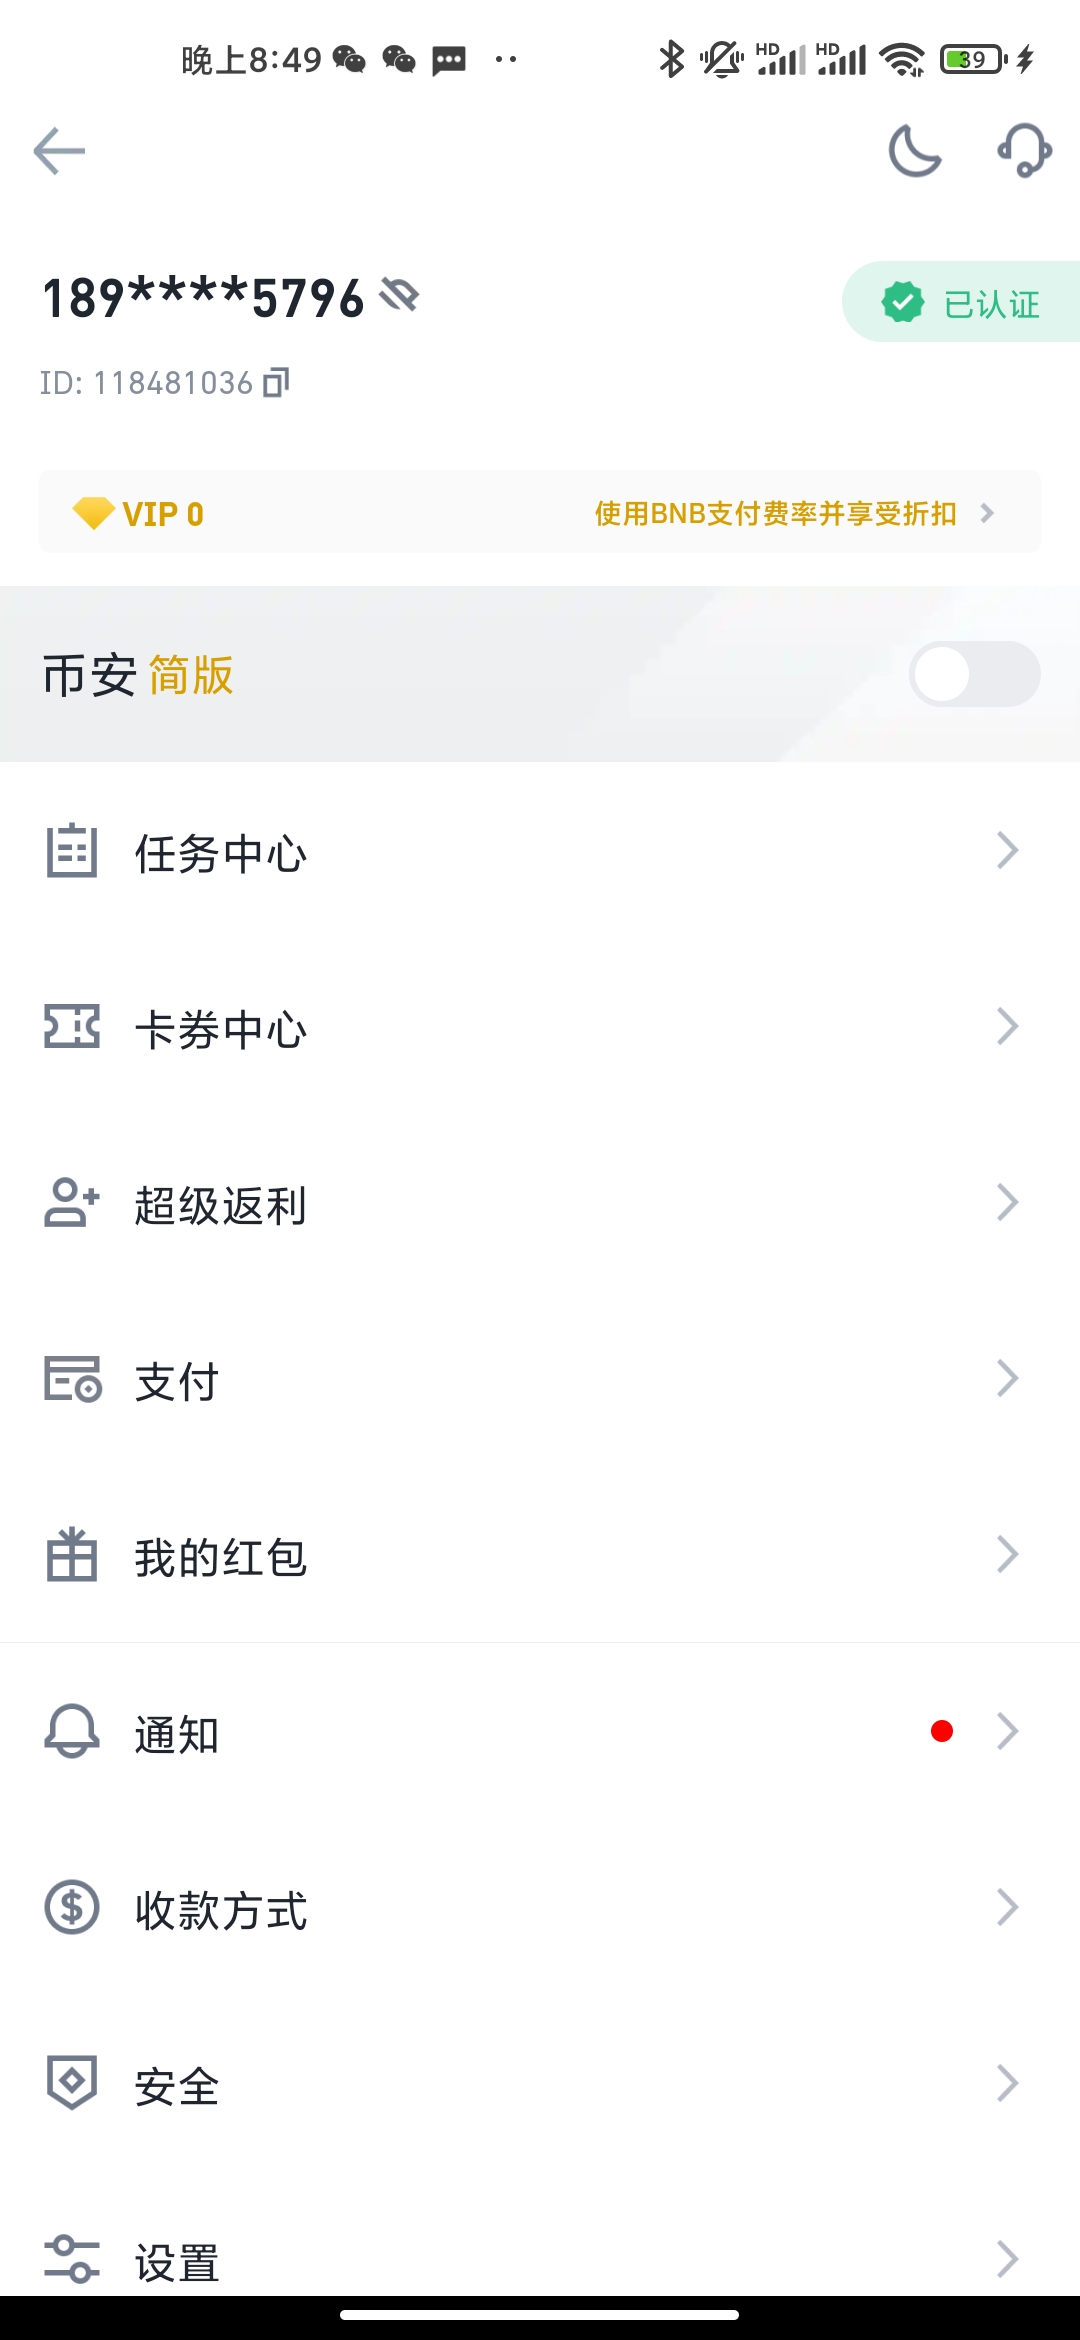 晚上8:49
HD HD 39
189****5796
已认证
ID: 118481036
VIP 0 使用BNB支付费率并享受折扣
币安 简版
任务中心
卡券中心
超级返利
支付
我的红包
通知
收款方式
安全
设置